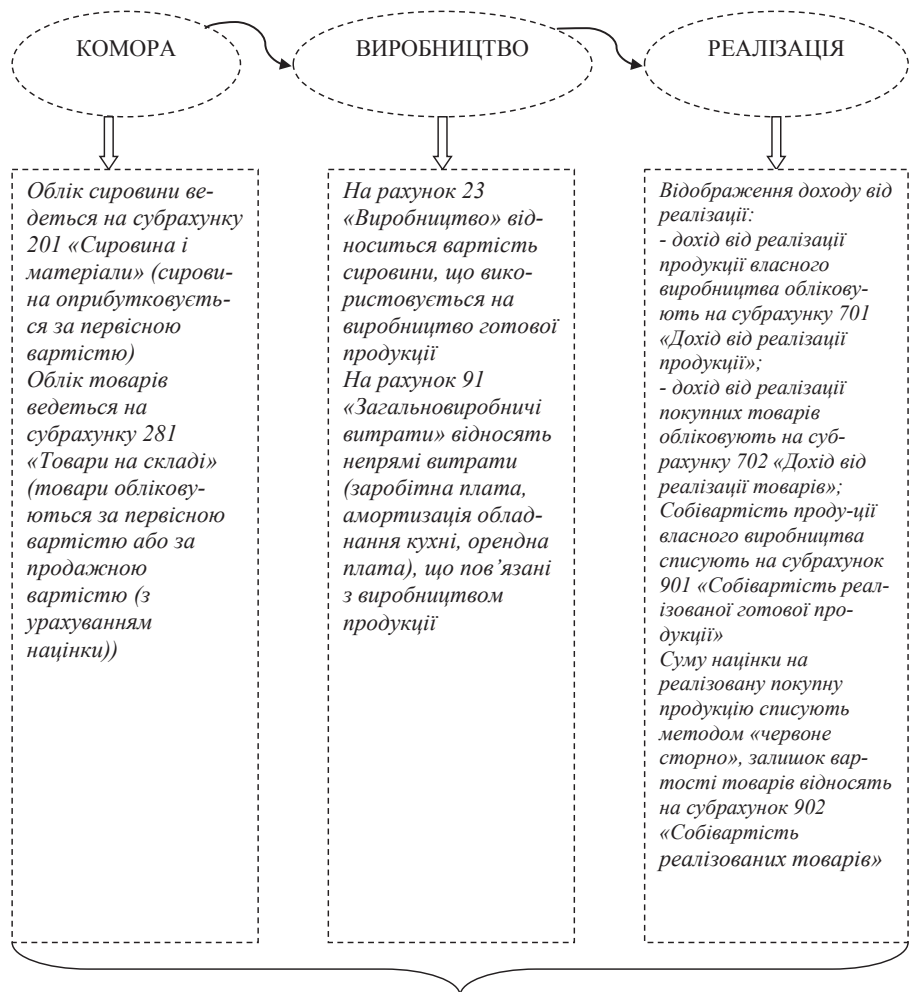 КОМОРА
ВИРОБНИЦТВО
РЕАЛІЗАЦІЯ
Облік сировини ве-
деться на субрахунку
201 «Сировина і
матеріали» (сирови-
на оприбутковуєть-
ся за первісною
вартістю)
Облік товарів
ведеться на
субрахунку 281
«Товари на складі»
(товари обліковую-
ються за первісною
вартістю або за
продажною
вартістю (з
урахуванням
націнки))
На рахунок 23
«Виробництво» від-
носиться вартість
сировини, що вико-
ристовується на
виробництво готової
продукції
На рахунок 91
«Загальновиробничі
витрати» відносять
непрямі витрати
(заробітна плата,
амортизація облад-
нання кухні, орендна
плата), що пов’язані
з виробництвом
продукції
Відображення доходу від
реалізації:
- дохід від реалізації
продукції власного
виробництва обліковую-
ють на субрахунку 701
«Дохід від реалізації
продукції»;
- дохід від реалізації
покупних товарів
обліковують на суб-
рахунку 702 «Дохід від
реалізації товарів»;
Собівартість проду-ції
власного виробництва
списують на субрахунок
901 «Собівартість реал-
ізованої готової про-
дукції»
Суму націнки на
реалізовану покупну
продукцію списують
методом «червоне
сторно», залишок вар-
тості товарів відносять
на субрахунок 902
«Собівартість
реалізованих товарів»